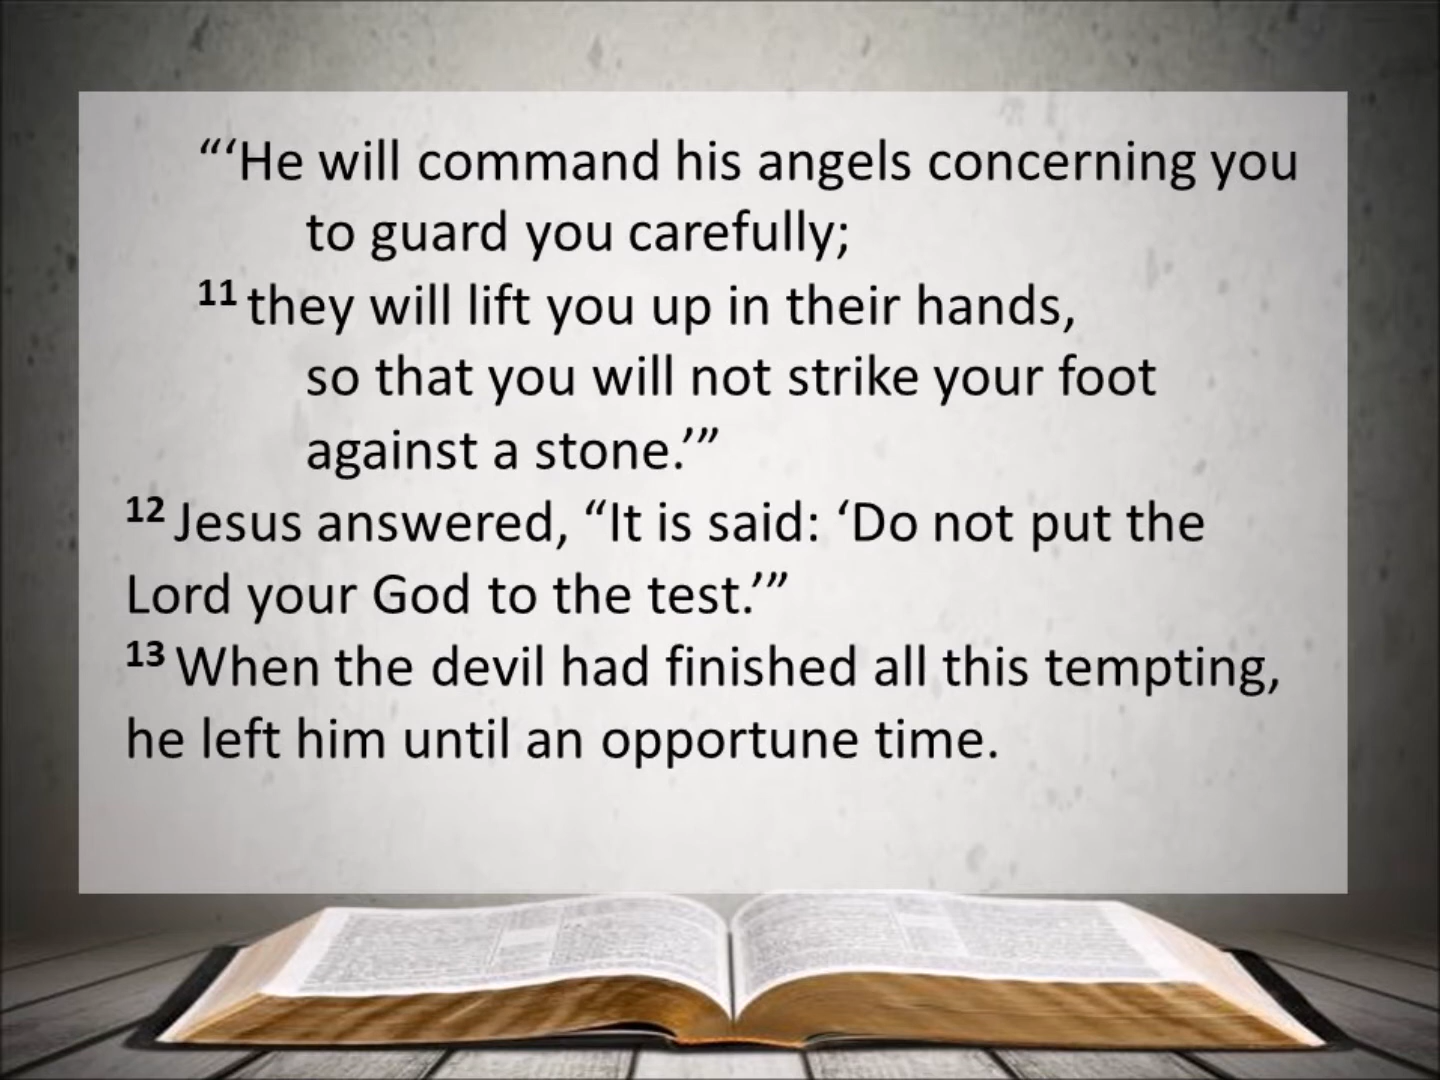 “‘He will command his angels concerning you
to guard you carefully;
11 they will lift you up in their hands,
so that you will not strike your foot
against a stone.’”
12 Jesus answered, “It is said: ‘Do not put the
Lord your God to the test.’”
13 When the devil had finished all this tempting,
he left him until an opportune time.